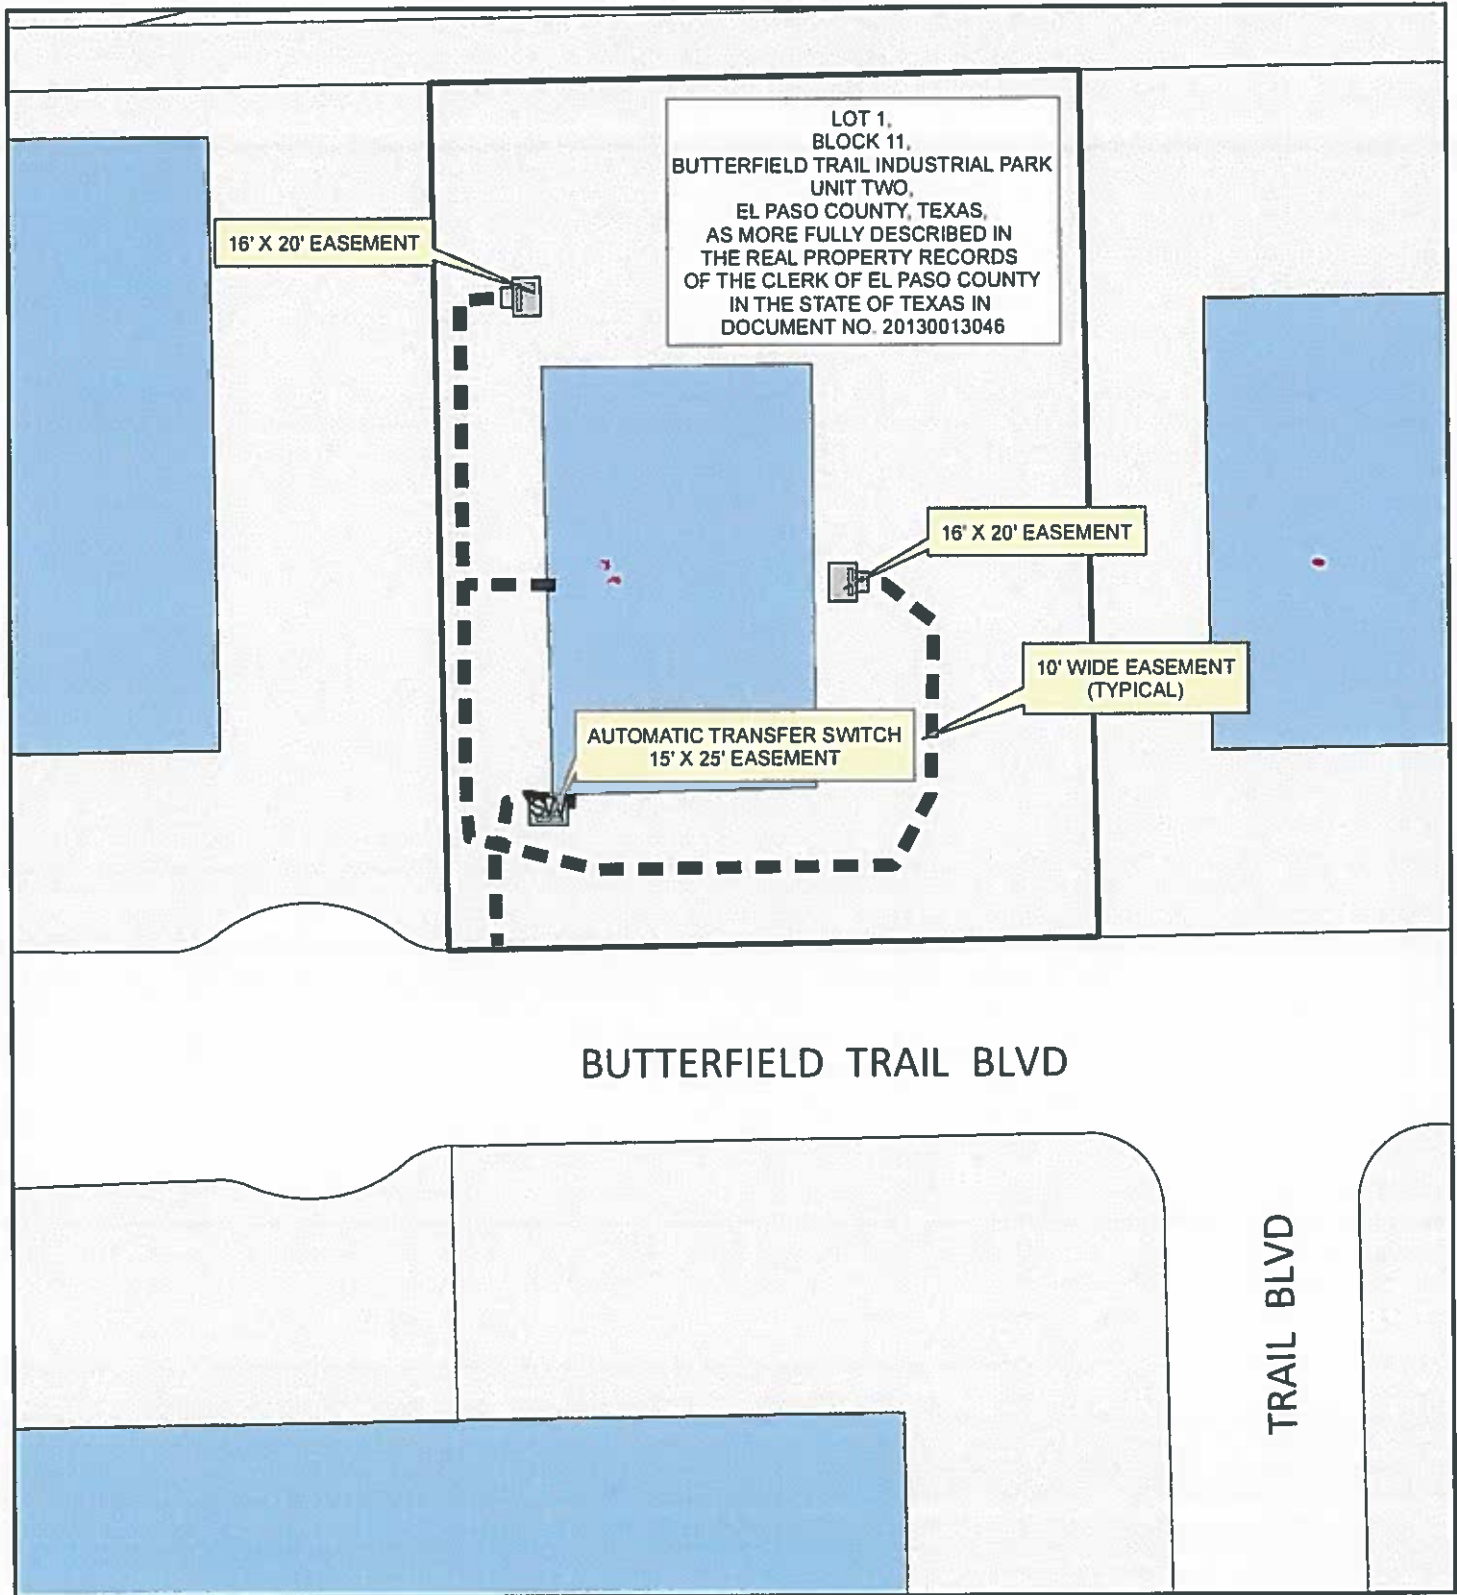 LOT 1,
BLOCK 11,
BUTTERFIELD TRAIL INDUSTRIAL PARK
UNIT TWO,
EL PASO COUNTY, TEXAS,
AS MORE FULLY DESCRIBED IN
THE REAL PROPERTY RECORDS
OF THE CLERK OF EL PASO COUNTY
IN THE STATE OF TEXAS IN
DOCUMENT NO. 20130013046
16' X 20' EASEMENT
16' X 20' EASEMENT
10' WIDE EASEMENT
(TYPICAL)
AUTOMATIC TRANSFER SWITCH
15' X 25' EASEMENT
SW
BUTTERFIELD TRAIL BLVD
TRAIL BLVD